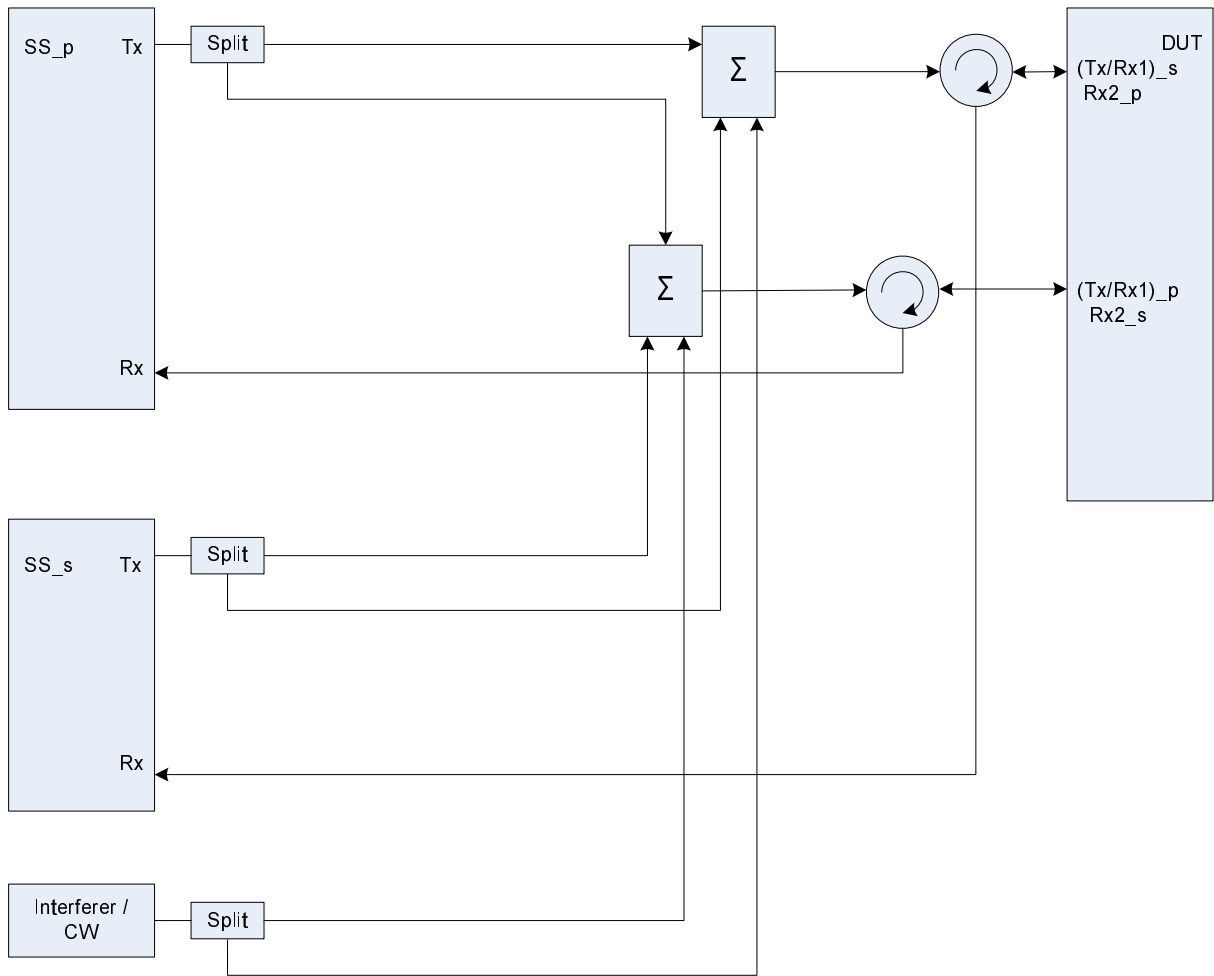 SS_p
Tx
Split
Σ
DUT
(Tx/Rx1)_s
Rx2_p
Σ
(Tx/Rx1)_p
Rx2_s
Rx
SS_s
Tx
Split
Rx
Interferer /
CW
Split